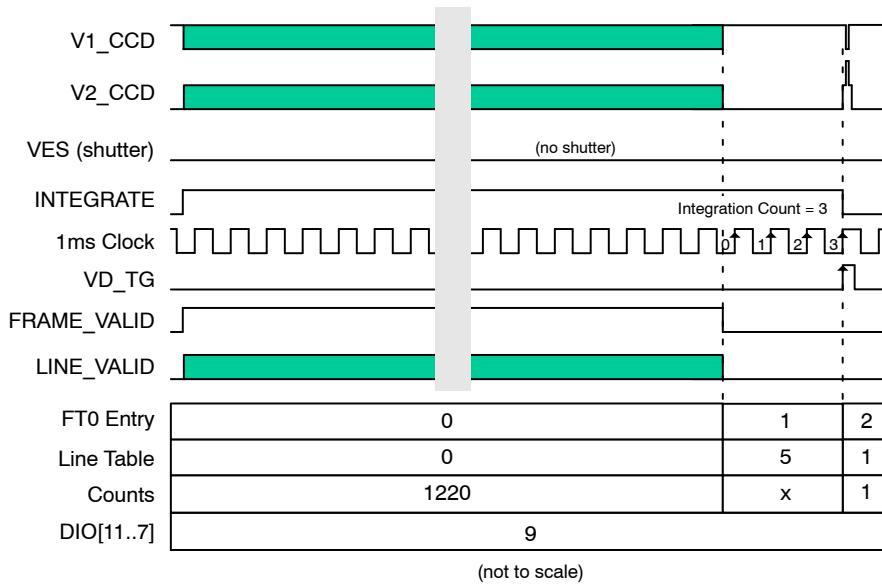 V1_CCD
V2_CCD
VES (shutter)
(no shutter)
INTEGRATE
Integration Count = 3
1ms Clock
0 1 2 3
VD_TG
FRAME_VALID
LINE_VALID
FT0 Entry 0 1 2
Line Table 0 5 1
Counts 1220 x 1
DIO[11..7] 9
(not to scale)